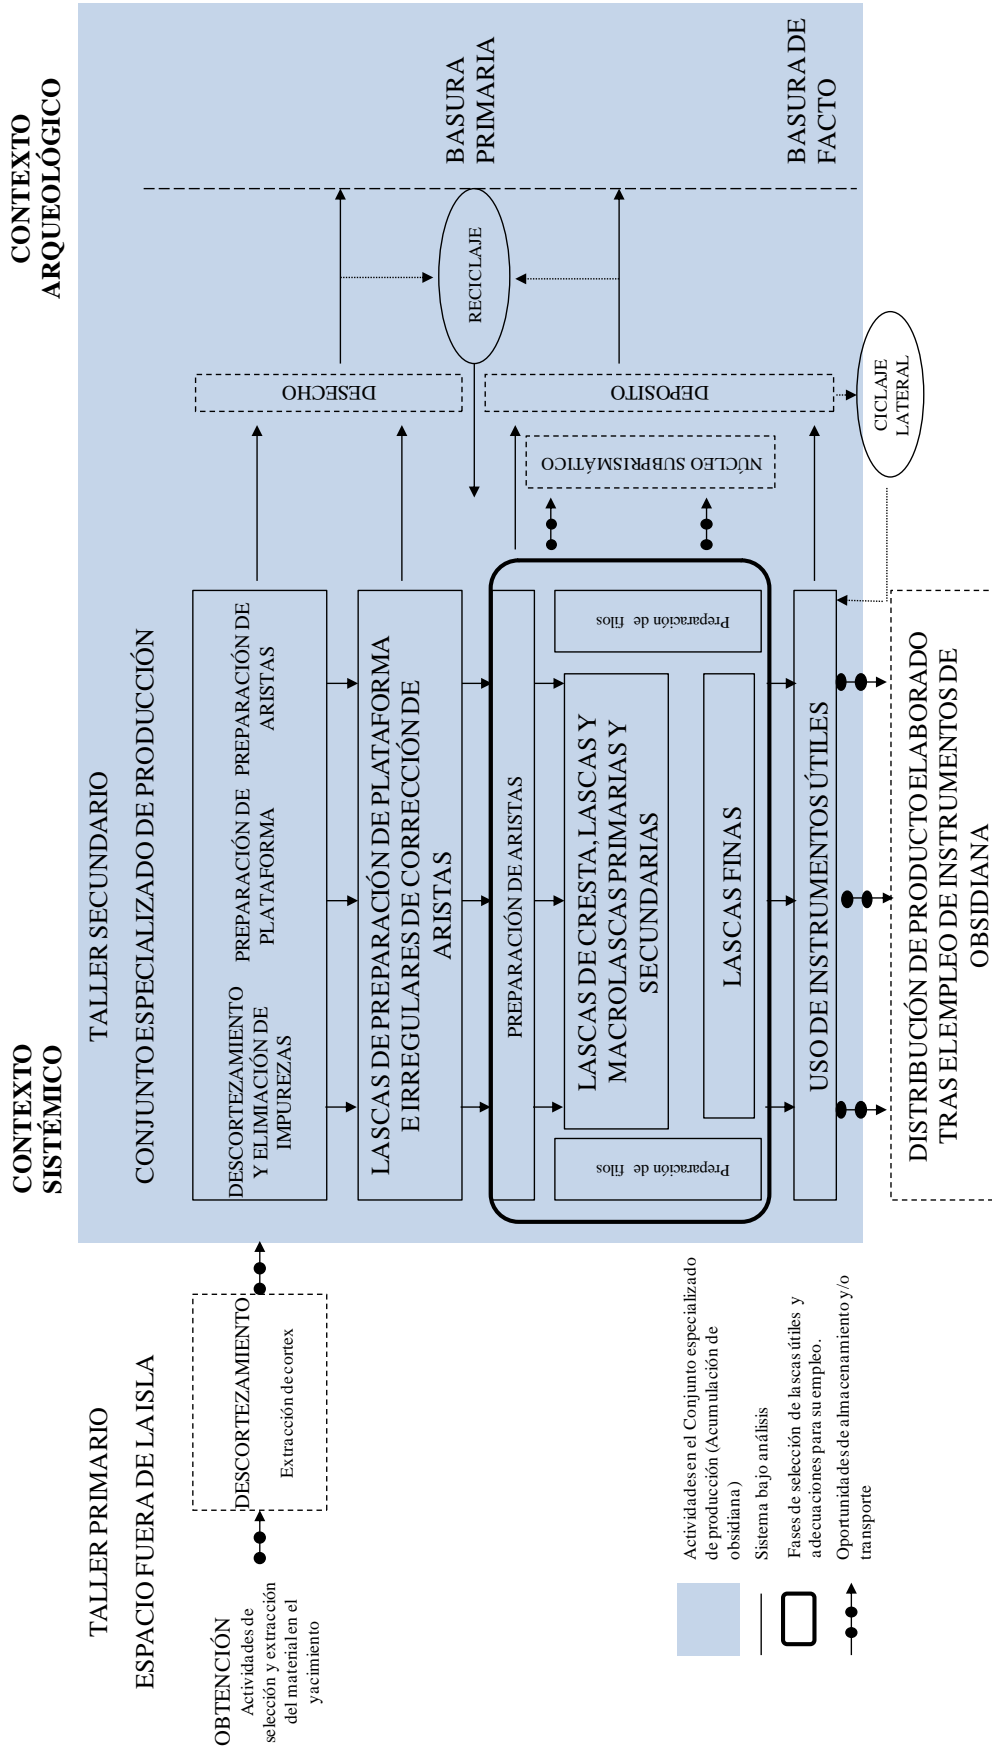 CONTEXTO
SISTÉMICO
CONTEXTO
ARQUEOLÓGICO
TALLER PRIMARIO
ESPACIO FUERA DE LA ISLA
TALLER SECUNDARIO
CONJUNTO ESPECIALIZADO DE PRODUCCIÓN
OBTENCIÓN
Actividades de
selección y extracción
del material en el
yacimiento
DESCORTEZAMIENTO
Extracción de cortex
DESCORTEZAMIENTO
Y ELIMIACIÓN DE
IMPUREZAS
PREPARACIÓN DE
PLATAFORMA
PREPARACIÓN DE
ARISTAS
LASCAS DE PREPARACIÓN DE PLATAFORMA
E IRREGULARES DE CORRECCIÓN DE
ARISTAS
PREPARACIÓN DE ARISTAS
Preparación de filos
LASCAS DE CRESTA, LASCAS Y
MACROLASCAS PRIMARIAS Y
SECUNDARIAS
Preparación de filos
LASCAS FINAS
USO DE INSTRUMENTOS ÚTILES
DISTRIBUCIÓN DE PRODUCTO ELABORADO
TRAS EL EMPLEO DE INSTRUMENTOS DE
OBSIDIANA
NÚCLEO SUBPRISMÁTICO
DESECHO
DEPOSITO
RECICLAJE
CICLAJE
LATERAL
BASURA
PRIMARIA
BASURA DE
FACTO
Actividades en el Conjunto especializado
de producción (Acumulación de
obsidiana)
Sistema bajo análisis
Fases de selección de lascas útiles y
adecuaciones para su empleo.
Oportunidades de almacenamiento y/o
transporte